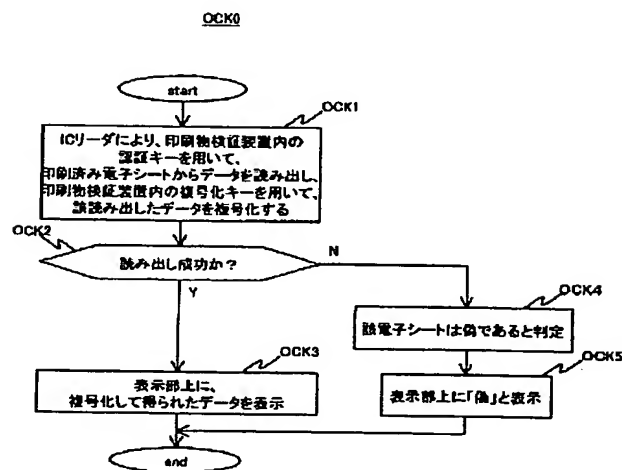 OCK0
start
OCK1
ICリーダにより、印刷物検証装置内の
認証キーを用いて、
印刷済み電子シートからデータを読み出し、
印刷物検証装置内の複号化キーを用いて、
該読み出したデータを複号化する
OCK2
読み出し成功か?
N
Y
OCK4
該電子シートは偽であると判定
OCK3
表示部上に、
複号化して得られたデータを表示
OCK5
表示部上に「偽」と表示
end